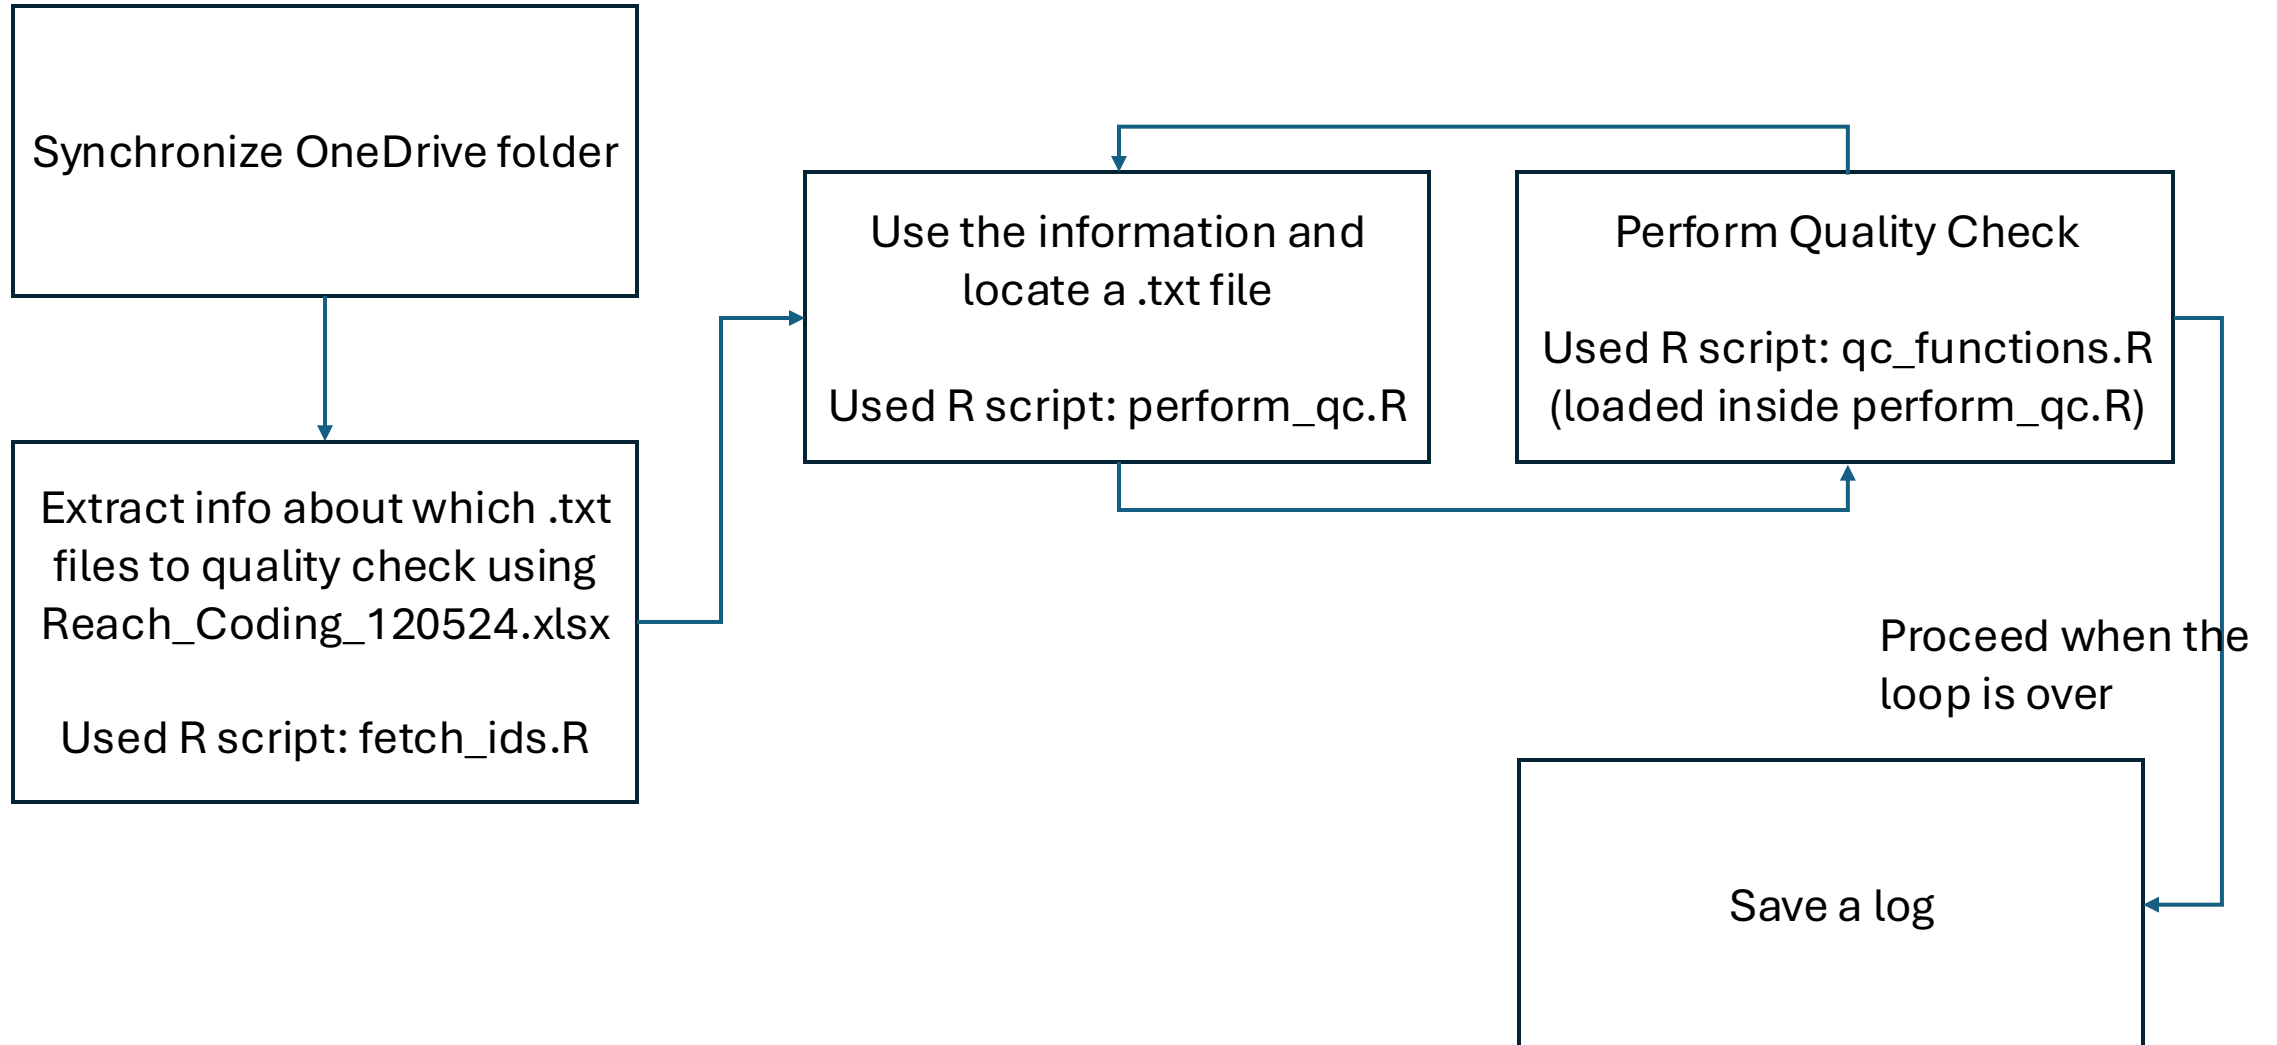 Synchronize OneDrive folder
Extract info about which .txt
files to quality check using
Reach_Coding_120524.xlsx
Used R script: fetch_ids.R
Use the information and
locate a .txt file
Used R script: perform_qc.R
Perform Quality Check
Used R script: qc_functions.R
(loaded inside perform_qc.R)
Proceed when the
loop is over
Save a log